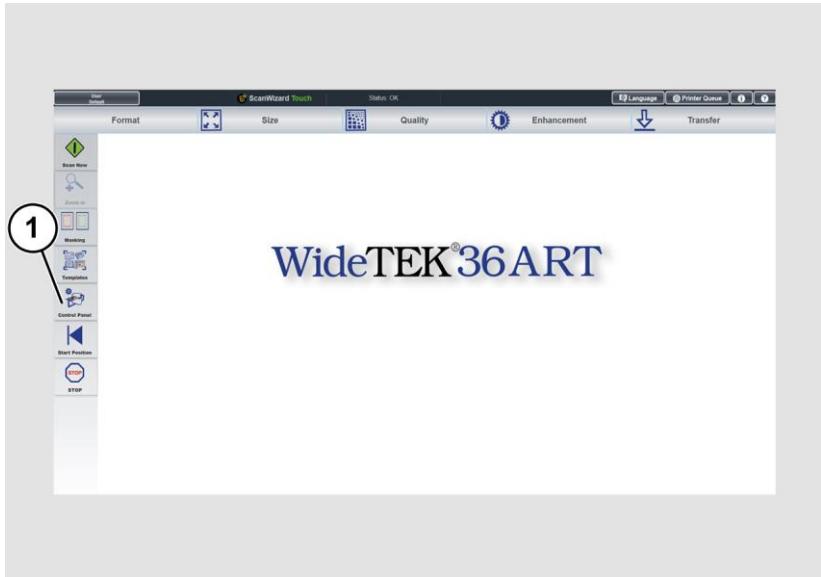 User
Default
ScanWizard Touch
Status: OK
Language
Printer Queue
i
?
Format
Size
Quality
Enhancement
Transfer
Scan Now
Zoom in
Masking
Templates
Control Panel
Start Position
STOP
STOP
1
WideTEK®36ART